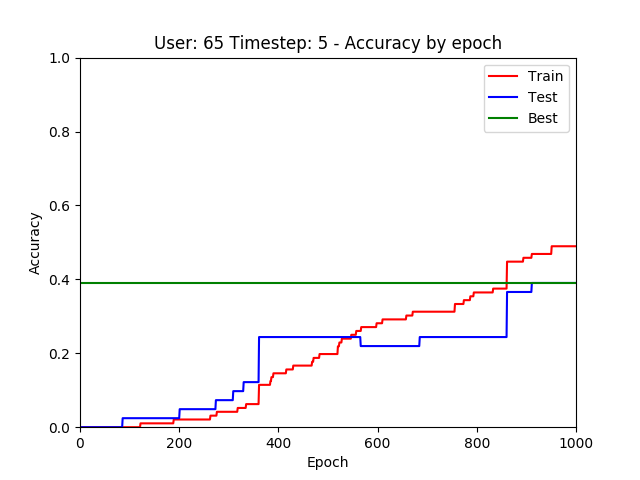 User: 65 Timestep: 5 - Accuracy by epoch
Train
Test
Best
Accuracy
1.0
0.8
0.6
0.4
0.2
0.0
0 200 400 600 800 1000
Epoch